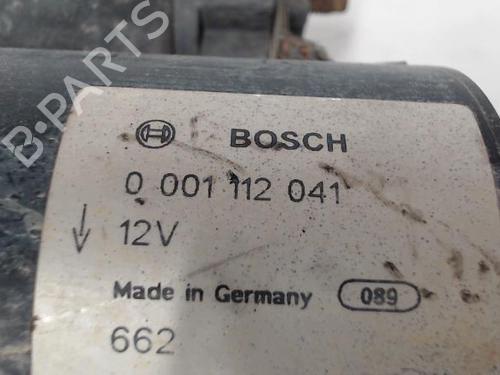 B-PARTS
BOSCH
0 001 112 041
12V
Made in Germany 089
662